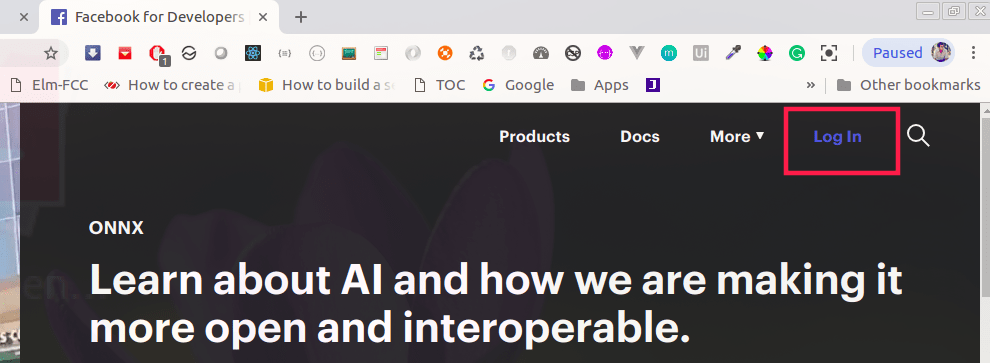 Facebook for Developers
1
Paused
Elm-FCC
How to create a
How to build a s
TOC
Google
Apps
J
»
Other bookmarks
Products
Docs
More
Log In
ONNX
Learn about AI and how we are making it
more open and interoperable.